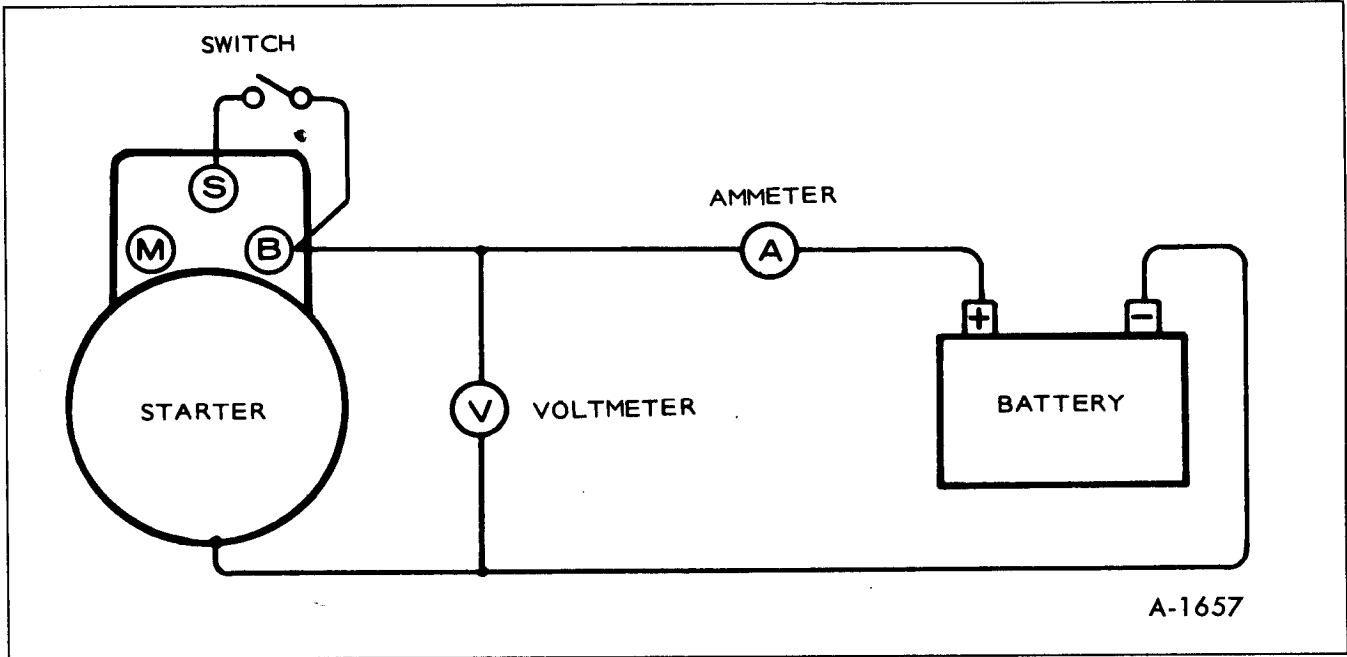 SWITCH
S
AMMETER
M
B
A
+
−
V
VOLTMETER
STARTER
BATTERY
A-1657